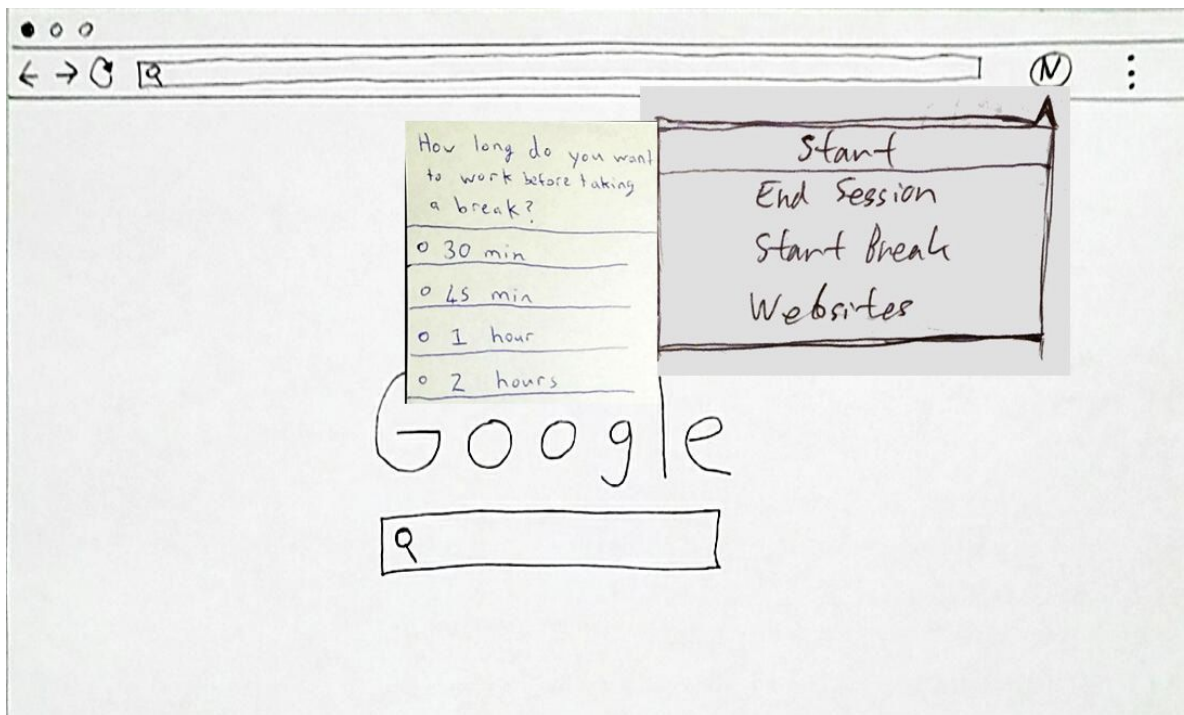 N
How long do you want
to work before taking
a break?
30 min
45 min
1 hour
2 hours
Start
End Session
Start Break
Websites
Google